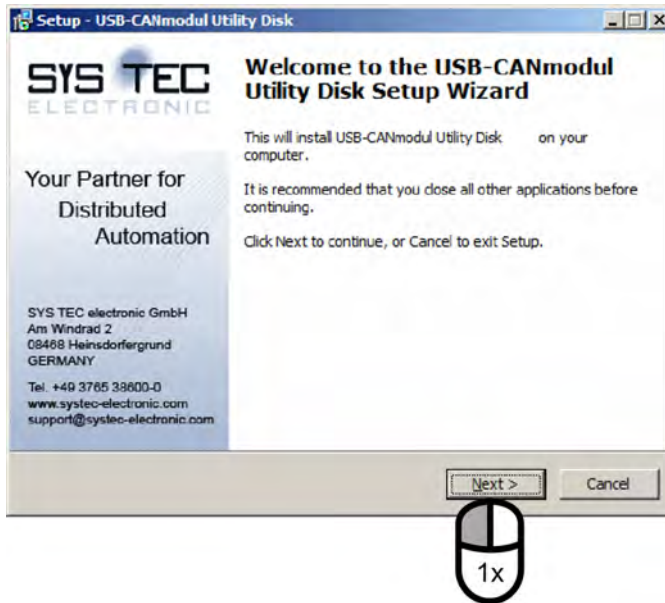 Setup - USB-CANmodul Utility Disk
SYS TEC
ELECTRONIC
Your Partner for
Distributed
Automation
SYS TEC electronic GmbH
Am Windrad 2
08468 Heinsdorfergrund
GERMANY
Tel. +49 3765 38600-0
www.systec-electronic.com
support@systec-electronic.com
Welcome to the USB-CANmodul
Utility Disk Setup Wizard
This will install USB-CANmodul Utility Disk on your
computer.
It is recommended that you close all other applications before
continuing.
Click Next to continue, or Cancel to exit Setup.
Next >
Cancel
1x